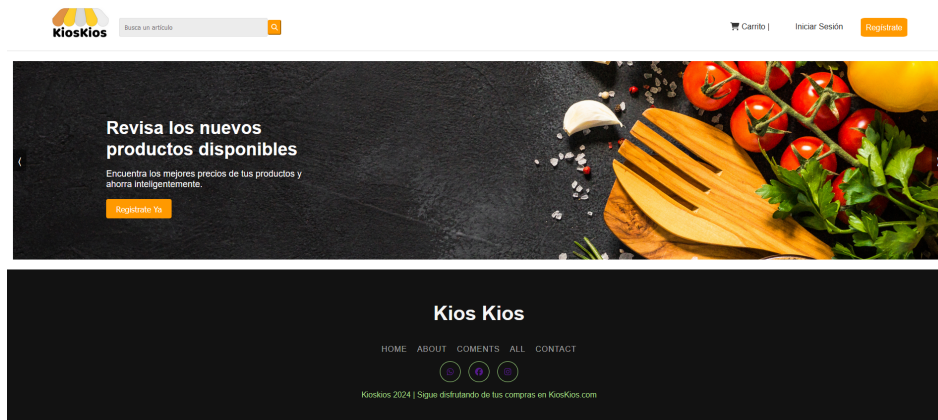 KiosKios
Busca un artículo
Carrito |
Iniciar Sesión
Regístrate
Revisa los nuevos
productos disponibles
Encuentra los mejores precios de tus productos y
ahorra inteligentemente.
Registrate Ya
Kios Kios
HOME ABOUT COMENTS ALL CONTACT
Kioskios 2024 | Sigue disfrutando de tus compras en KiosKios.com